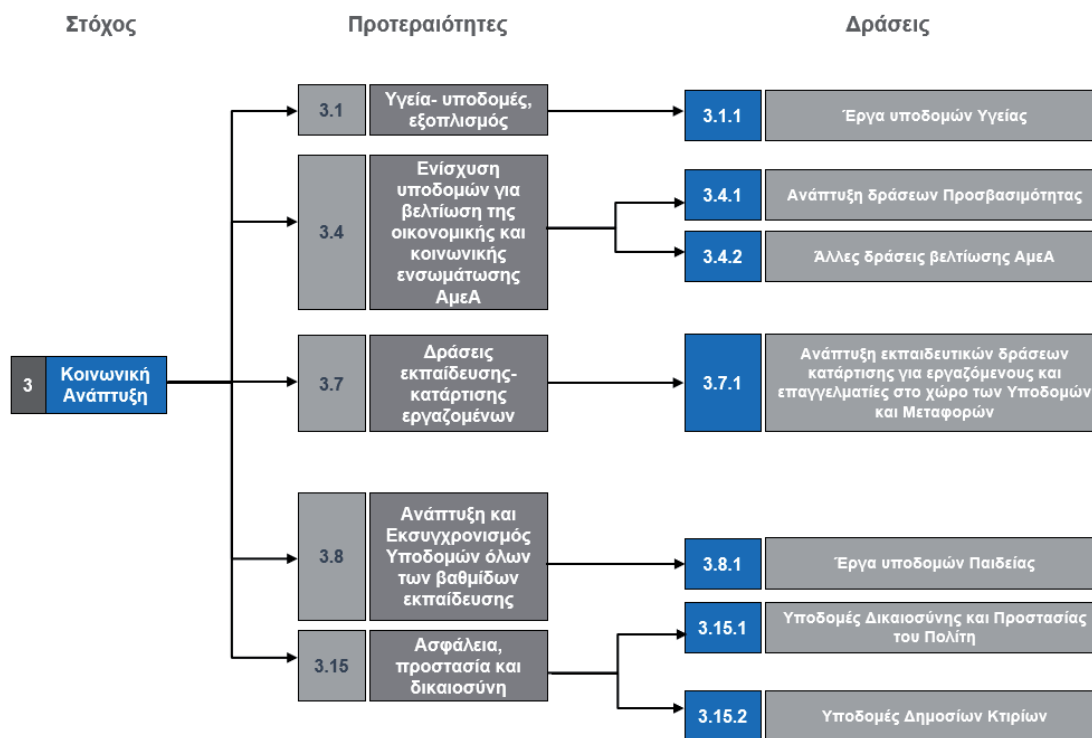 Στόχος
Προτεραιότητες
Δράσεις
3
Κοινωνική
Ανάπτυξη
3.1
Υγεία- υποδομές,
εξοπλισμός
3.1.1
Έργα υποδομών Υγείας
3.4
Ενίσχυση
υποδομών για
βελτίωση της
οικονομικής και
κοινωνικής
ενσωμάτωσης
ΑμεΑ
3.4.1
Ανάπτυξη δράσεων Προσβασιμότητας
3.4.2
Άλλες δράσεις βελτίωσης ΑμεΑ
3.7
Δράσεις
εκπαίδευσης-
κατάρτισης
εργαζομένων
3.7.1
Ανάπτυξη εκπαιδευτικών δράσεων
κατάρτισης για εργαζόμενους και
επαγγελματίες στο χώρο των Υποδομών
και Μεταφορών
3.8
Ανάπτυξη και
Εκσυγχρονισμός
Υποδομών όλων
των βαθμίδων
εκπαίδευσης
3.8.1
Έργα υποδομών Παιδείας
3.15
Ασφάλεια,
προστασία και
δικαιοσύνη
3.15.1
Υποδομές Δικαιοσύνης και Προστασίας
του Πολίτη
3.15.2
Υποδομές Δημοσίων Κτιρίων